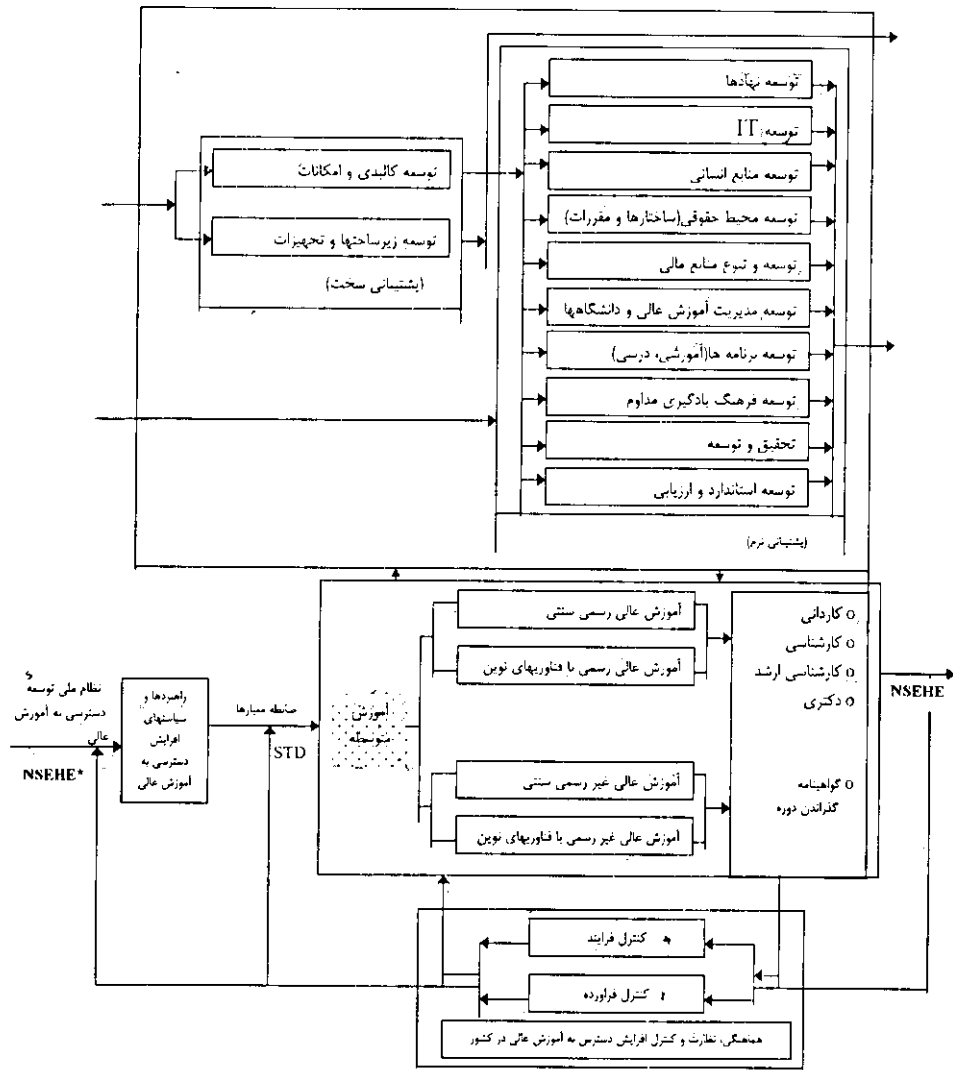 توسعه نهادها
توسعه IT
توسعه منابع انسانی
توسعه محیط حقوقی(ساختارها و مقررات)
توسعه و تنوع منابع مالی
توسعه مدیریت آموزش عالی و دانشگاهها
توسعه برنامه ها(آموزشی، درسی)
توسعه فرهنگ یادگیری مداوم
تحقیق و توسعه
توسعه استاندارد و ارزیابی
(پشتیبانی نرم)
توسعه کالبدی و امکانات
توسعه زیرساختها و تجهیزات
(پشتیبانی سخت)
نظام ملی توسعه
دسترسی به آموزش
عالی
NSEHE*
راهبردها و
سیاستهای
افزایش
دسترسی به
آموزش عالی
ضابطه معیارها
STD
آموزش
متوسطه
آموزش عالی رسمی سنتی
آموزش عالی رسمی با فناوریهای نوین
آموزش عالی غیر رسمی سنتی
آموزش عالی غیر رسمی با فناوریهای نوین
o کاردانی
o کارشناسی
o کارشناسی ارشد
o دکتری
o گواهینامه
گذراندن دوره
NSEHE
کنترل فرایند
کنترل فراورده
هماهنگی، نظارت و کنترل افزایش دسترس به آموزش عالی در کشور